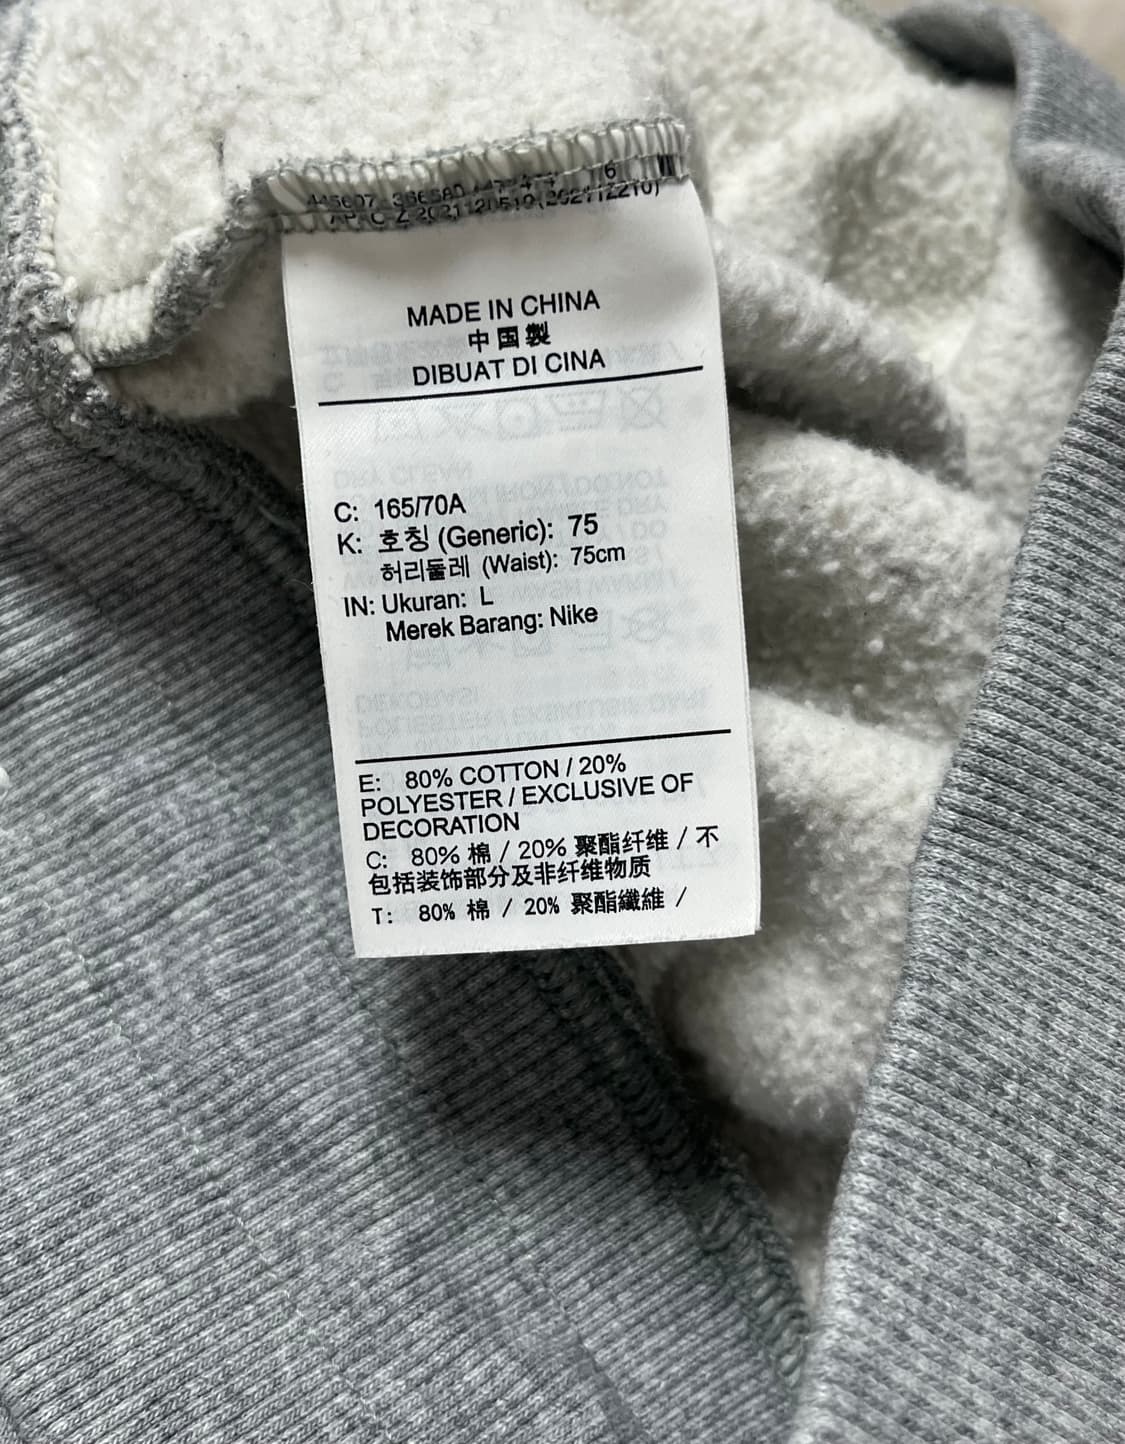 MADE IN CHINA
中国製
DIBUAT DI CINA
C: 165/70A
K: 호칭 (Generic): 75
허리둘레 (Waist): 75cm
IN: Ukuran: L
Merek Barang: Nike
E: 80% COTTON / 20%
POLYESTER / EXCLUSIVE OF
DECORATION
C: 80% 棉 / 20% 聚酯纤维 / 不
包括装饰部分及非纤维物质
T: 80% 棉 / 20% 聚酯纖維 /